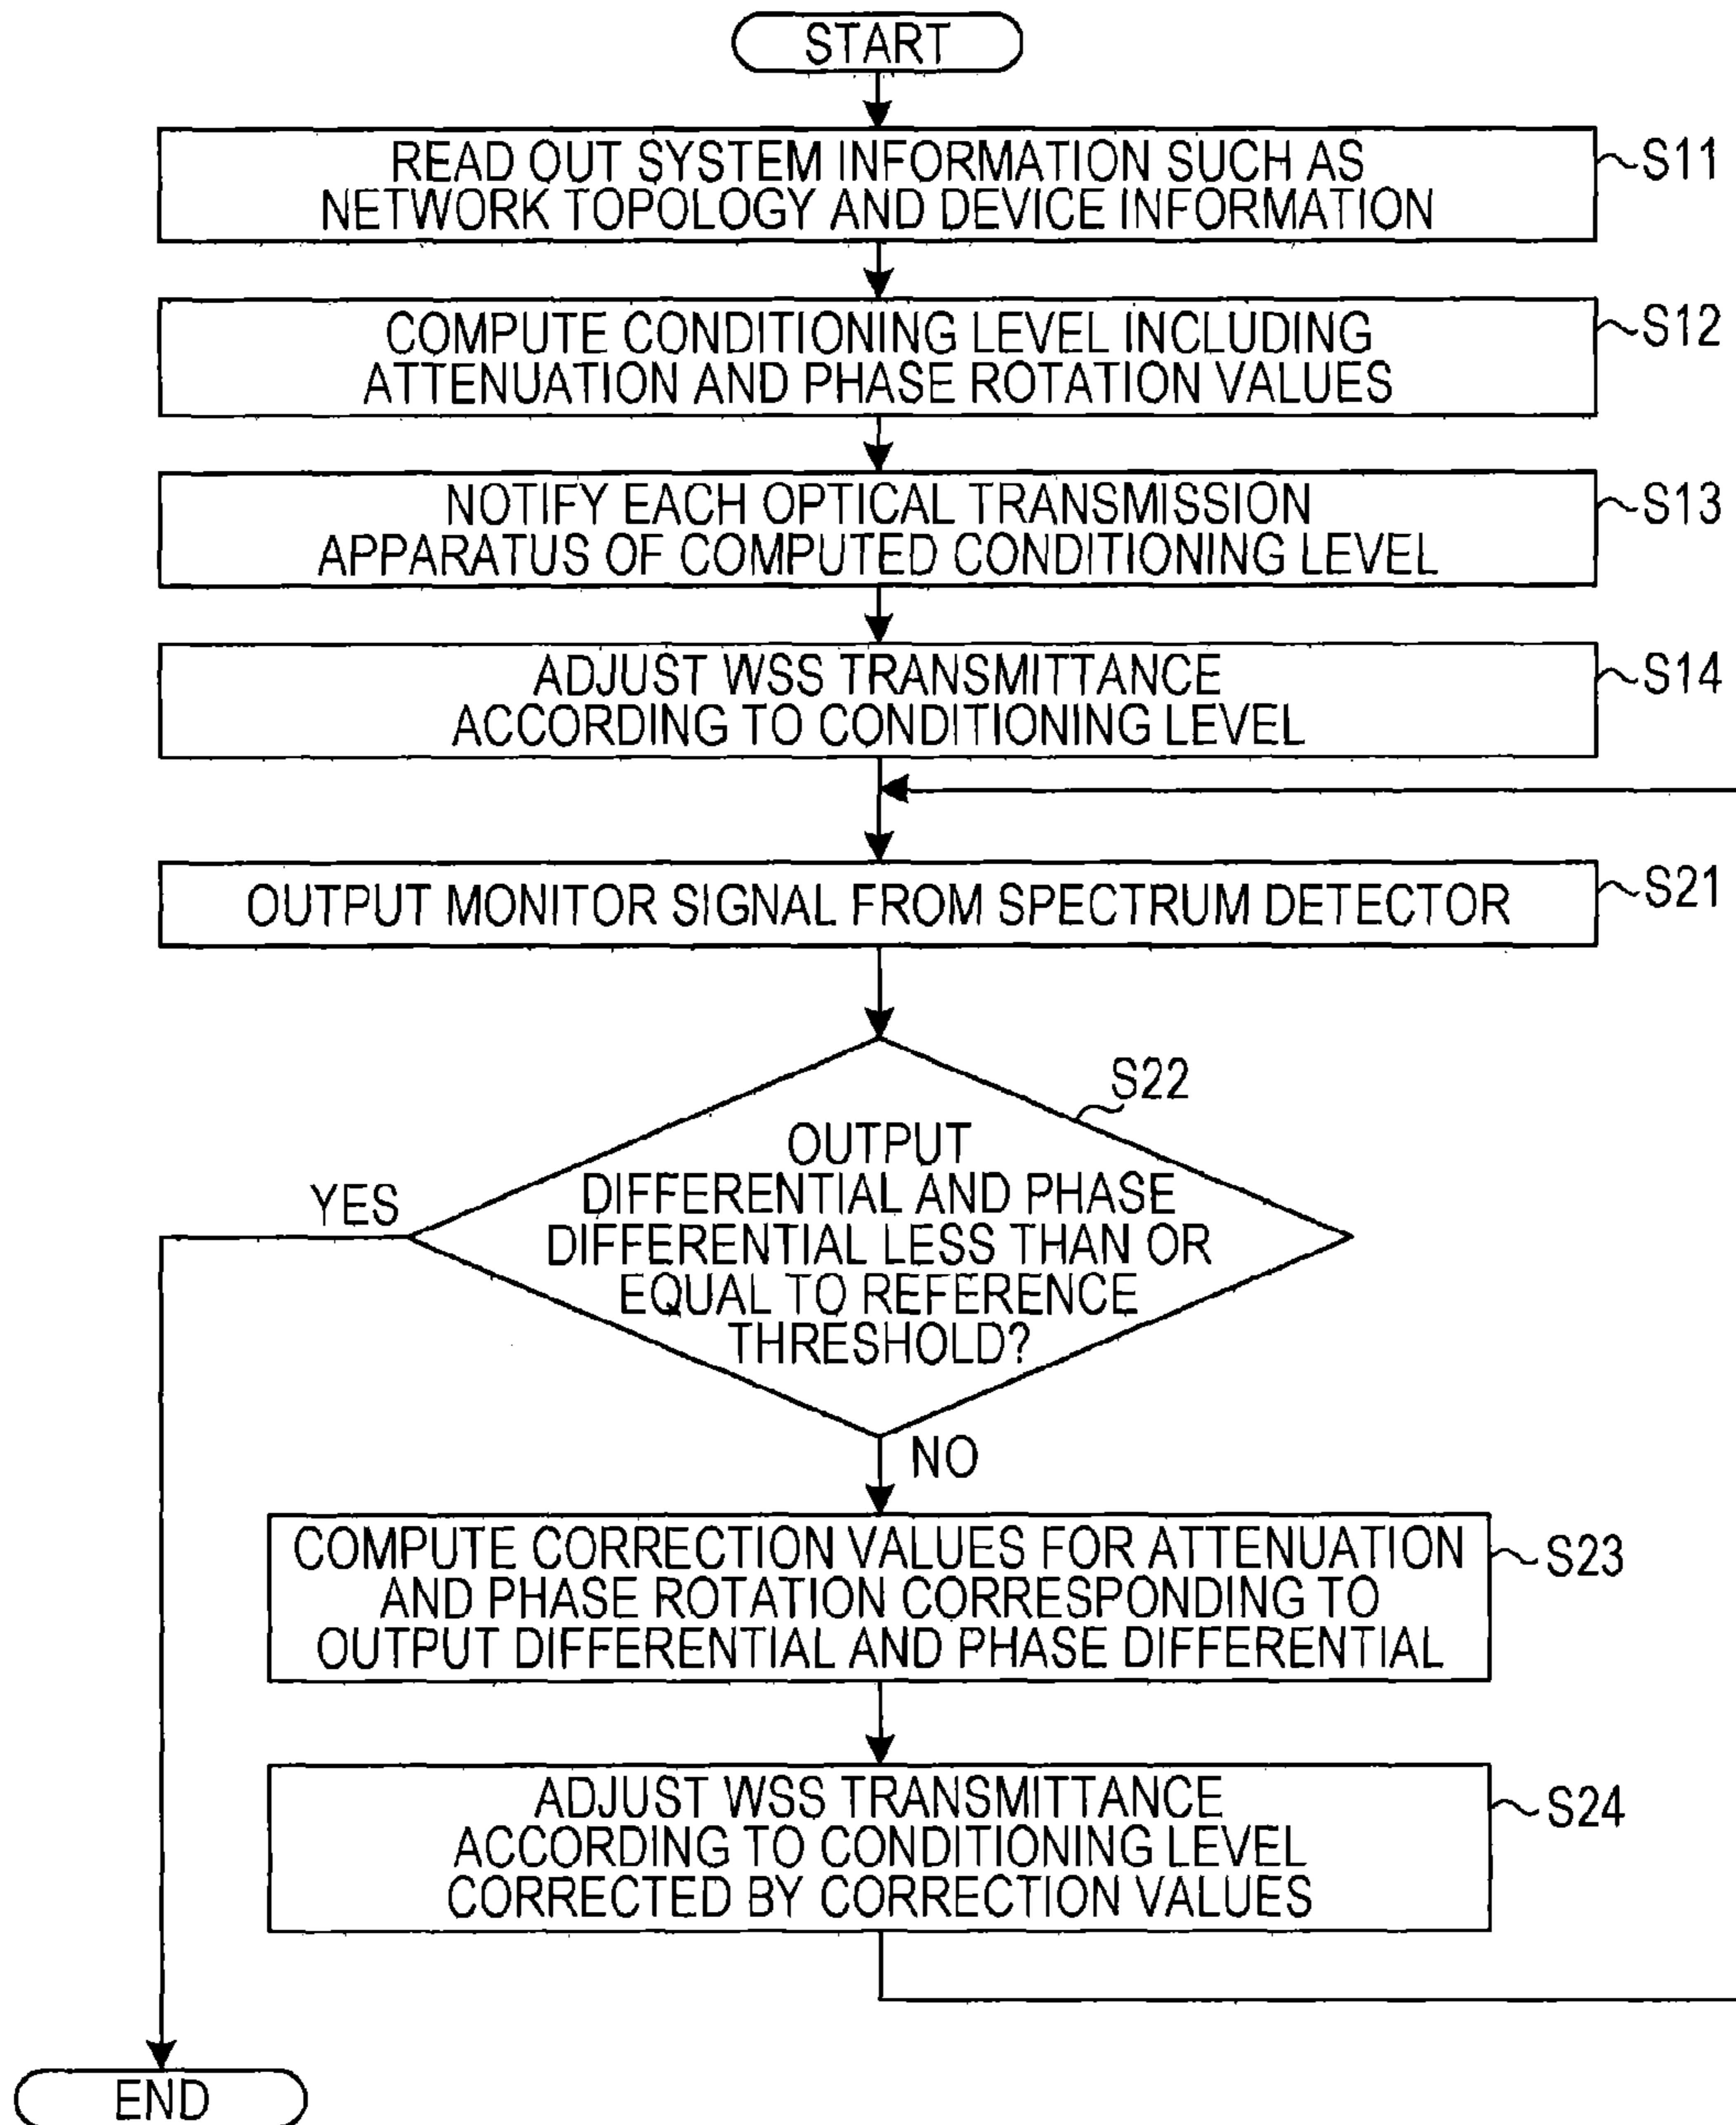 START
READ OUT SYSTEM INFORMATION SUCH AS
NETWORK TOPOLOGY AND DEVICE INFORMATION
S11
COMPUTE CONDITIONING LEVEL INCLUDING
ATTENUATION AND PHASE ROTATION VALUES
S12
NOTIFY EACH OPTICAL TRANSMISSION
APPARATUS OF COMPUTED CONDITIONING LEVEL
S13
ADJUST WSS TRANSMITTANCE
ACCORDING TO CONDITIONING LEVEL
S14
OUTPUT MONITOR SIGNAL FROM SPECTRUM DETECTOR
S21
S22
OUTPUT
DIFFERENTIAL AND PHASE
DIFFERENTIAL LESS THAN OR
EQUAL TO REFERENCE
THRESHOLD?
YES
NO
COMPUTE CORRECTION VALUES FOR ATTENUATION
AND PHASE ROTATION CORRESPONDING TO
OUTPUT DIFFERENTIAL AND PHASE DIFFERENTIAL
S23
ADJUST WSS TRANSMITTANCE
ACCORDING TO CONDITIONING LEVEL
CORRECTED BY CORRECTION VALUES
S24
END